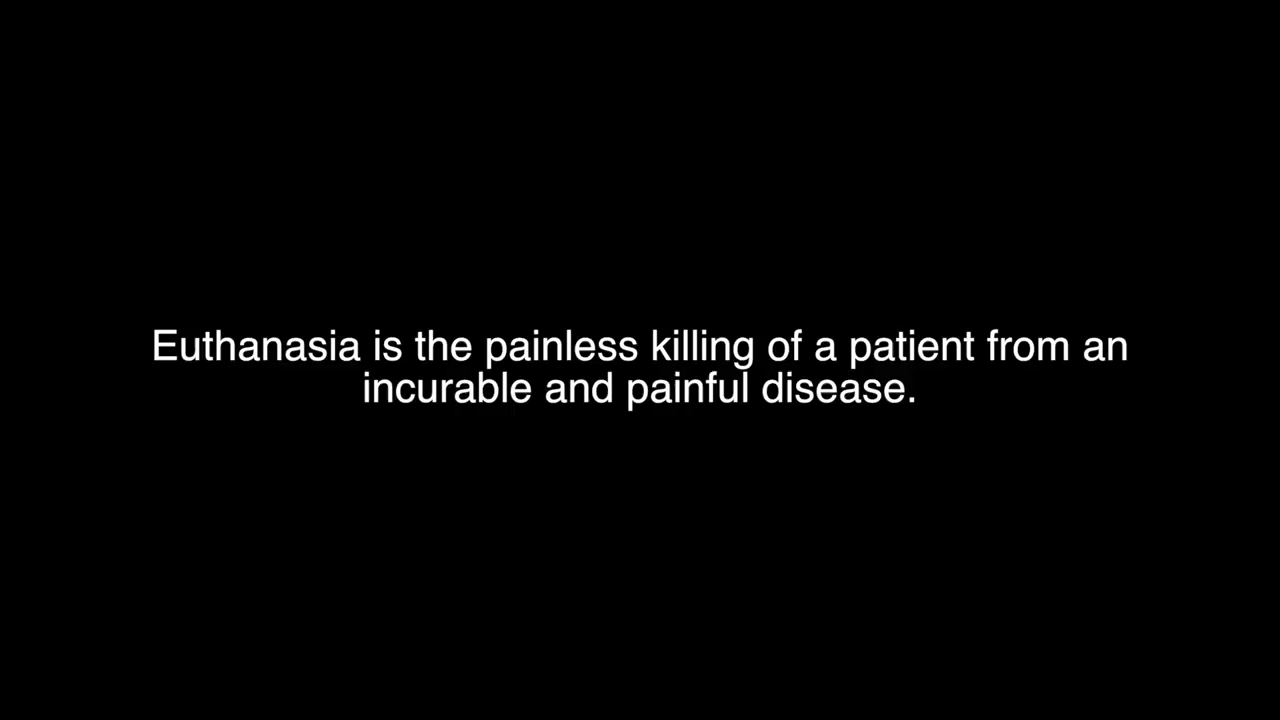 Euthanasia is the painless killing of a patient from an
incurable and painful disease.